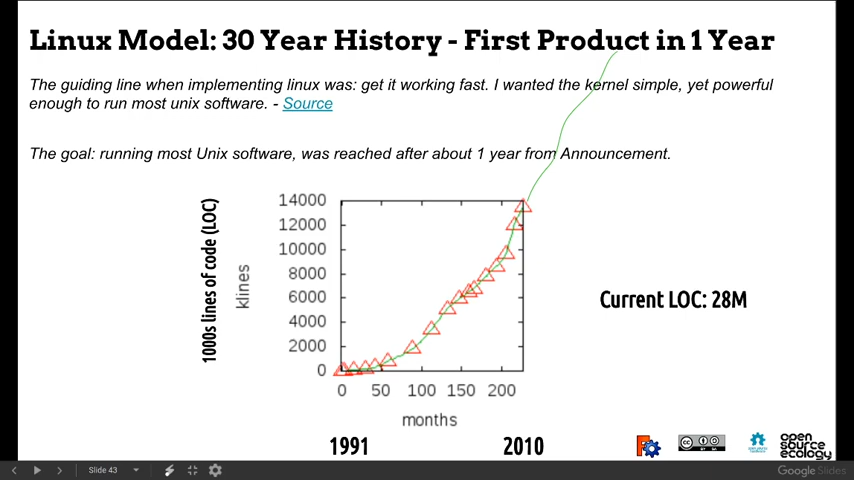 Linux Model: 30 Year History - First Product in 1 Year
The guiding line when implementing linux was: get it working fast. I wanted the kernel simple, yet powerful
enough to run most unix software. - Source
The goal: running most Unix software, was reached after about 1 year from Announcement.
1000s lines of code (LOC)
klines
14000
12000
10000
8000
6000
4000
2000
0
0 50 100 150 200
months
1991 2010
Current LOC: 28M
open
source
ecology
Slide 43
Google Slides